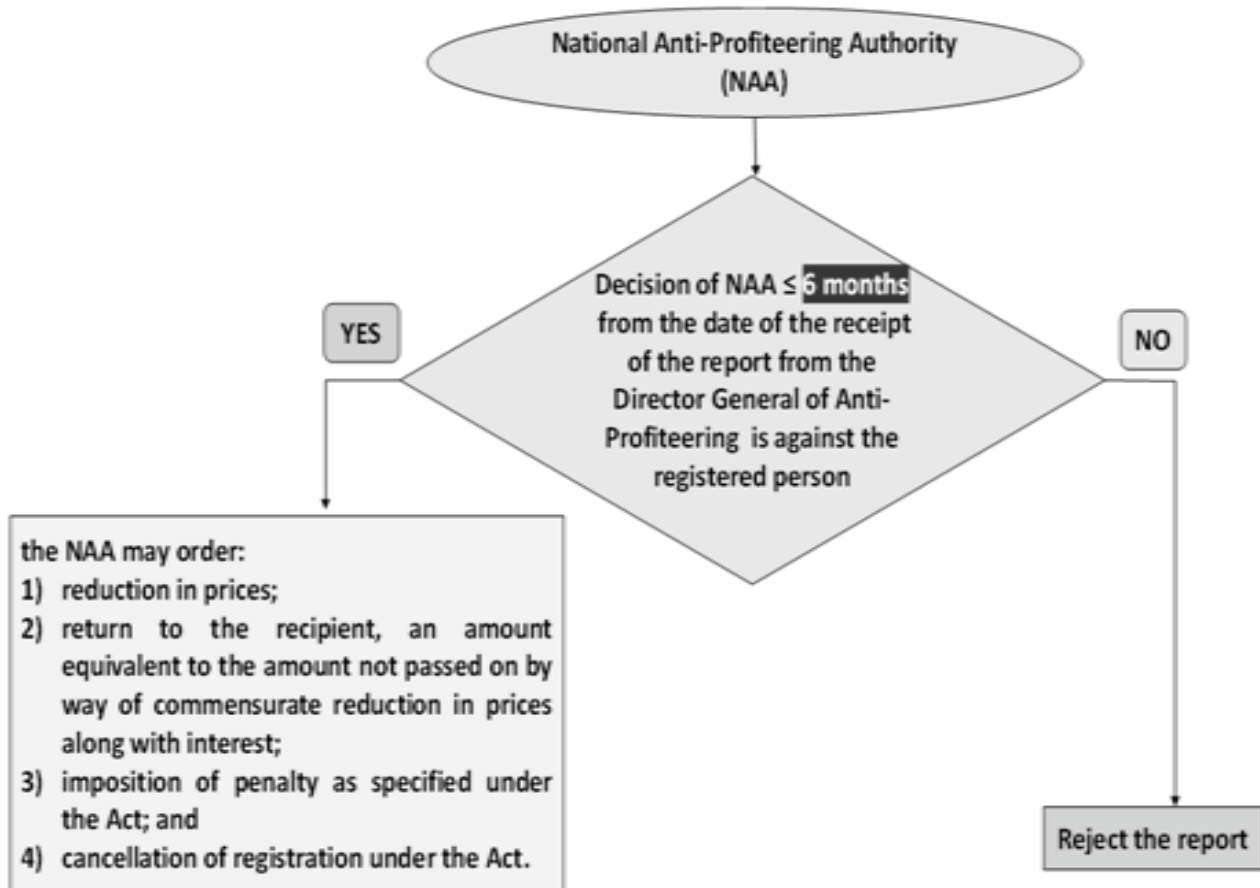 National Anti-Profiteering Authority
(NAA)
Decision of NAA ≤ 6 months
from the date of the receipt
of the report from the
Director General of Anti-
Profiteering is against the
registered person
YES
NO
the NAA may order:
1) reduction in prices;
2) return to the recipient, an amount
equivalent to the amount not passed on by
way of commensurate reduction in prices
along with interest;
3) imposition of penalty as specified under
the Act; and
4) cancellation of registration under the Act.
Reject the report